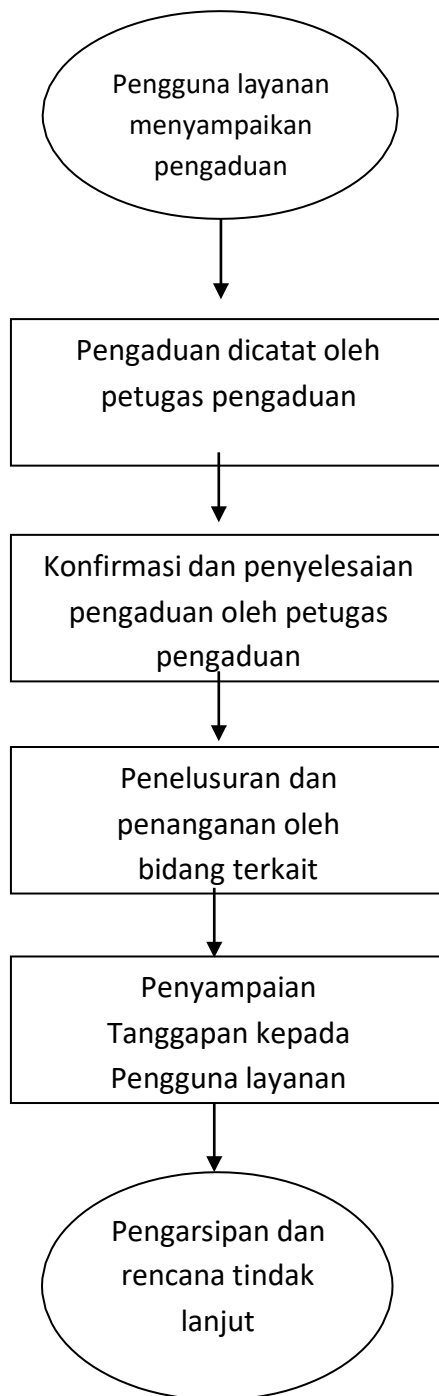 Pengguna layanan
menyampaikan
pengaduan
Pengaduan dicatat oleh
petugas pengaduan
Konfirmasi dan penyelesaian
pengaduan oleh petugas
pengaduan
Penelusuran dan
penanganan oleh
bidang terkait
Penyampaian
Tanggapan kepada
Pengguna layanan
Pengarsipan dan
rencana tindak
lanjut